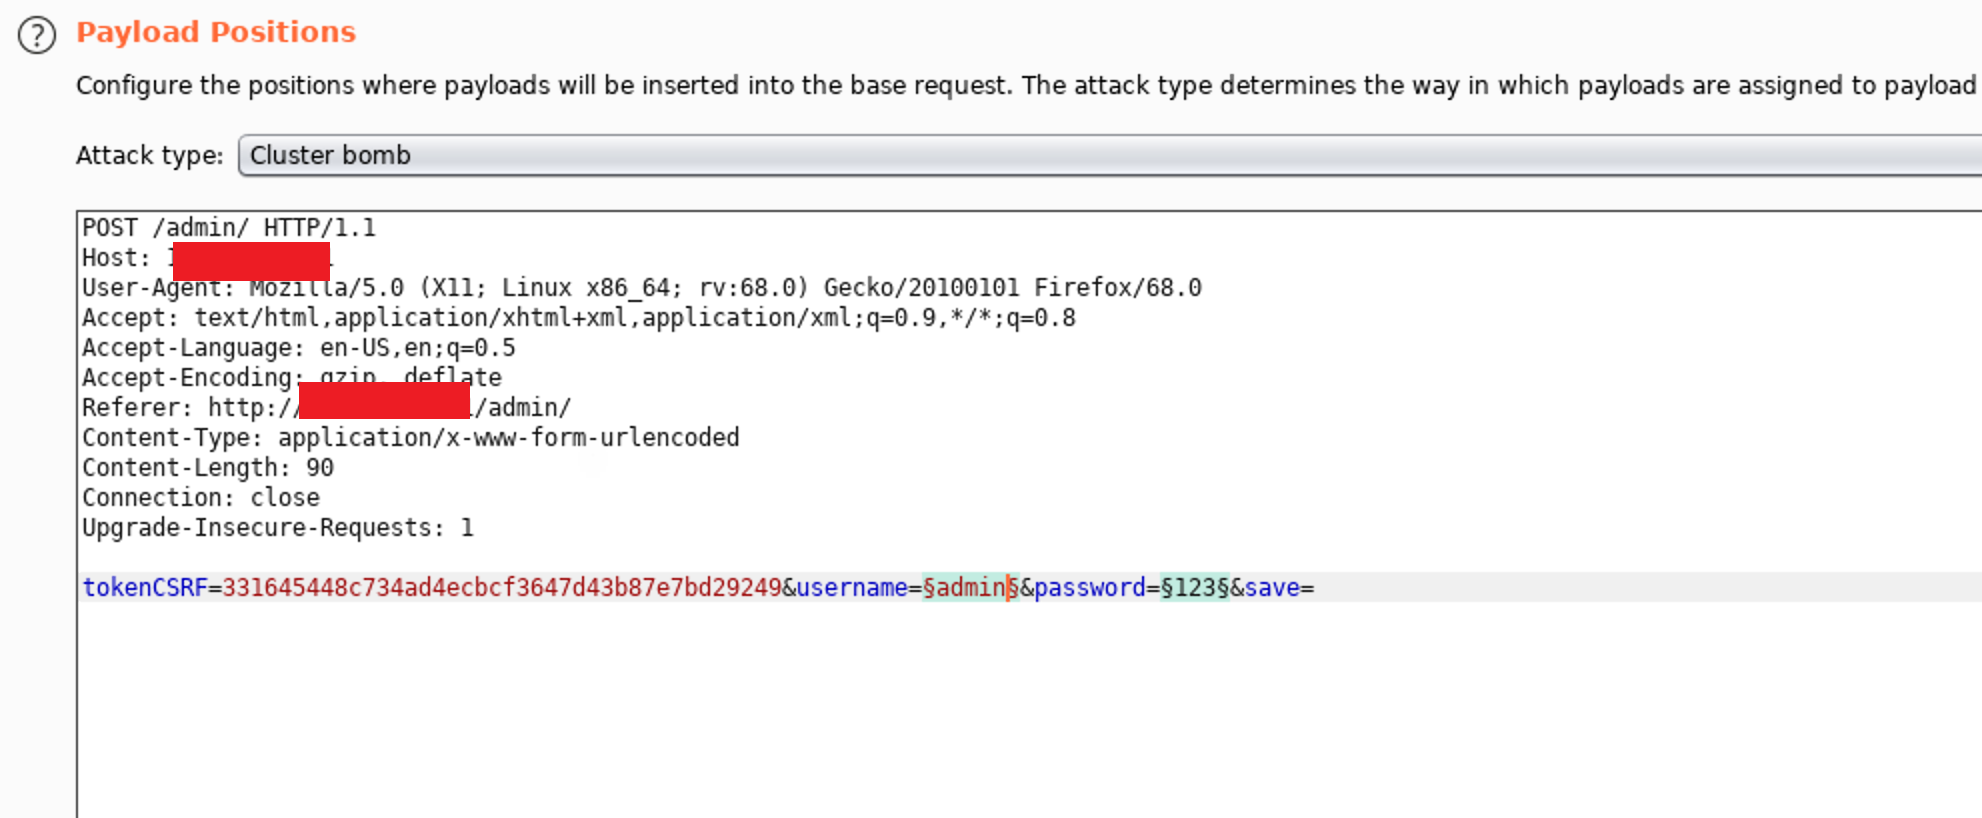 Payload Positions
Configure the positions where payloads will be inserted into the base request. The attack type determines the way in which payloads are assigned to payload
Attack type: Cluster bomb
POST /admin/ HTTP/1.1
Host:
User-Agent: Mozilla/5.0 (X11; Linux x86_64; rv:68.0) Gecko/20100101 Firefox/68.0
Accept: text/html,application/xhtml+xml,application/xml;q=0.9,*/*;q=0.8
Accept-Language: en-US,en;q=0.5
Accept-Encoding: gzip, deflate
Referer: http:// /admin/
Content-Type: application/x-www-form-urlencoded
Content-Length: 90
Connection: close
Upgrade-Insecure-Requests: 1
tokenCSRF=331645448c734ad4ecbcf3647d43b87e7bd29249&username=§admin§&password=§123§&save=